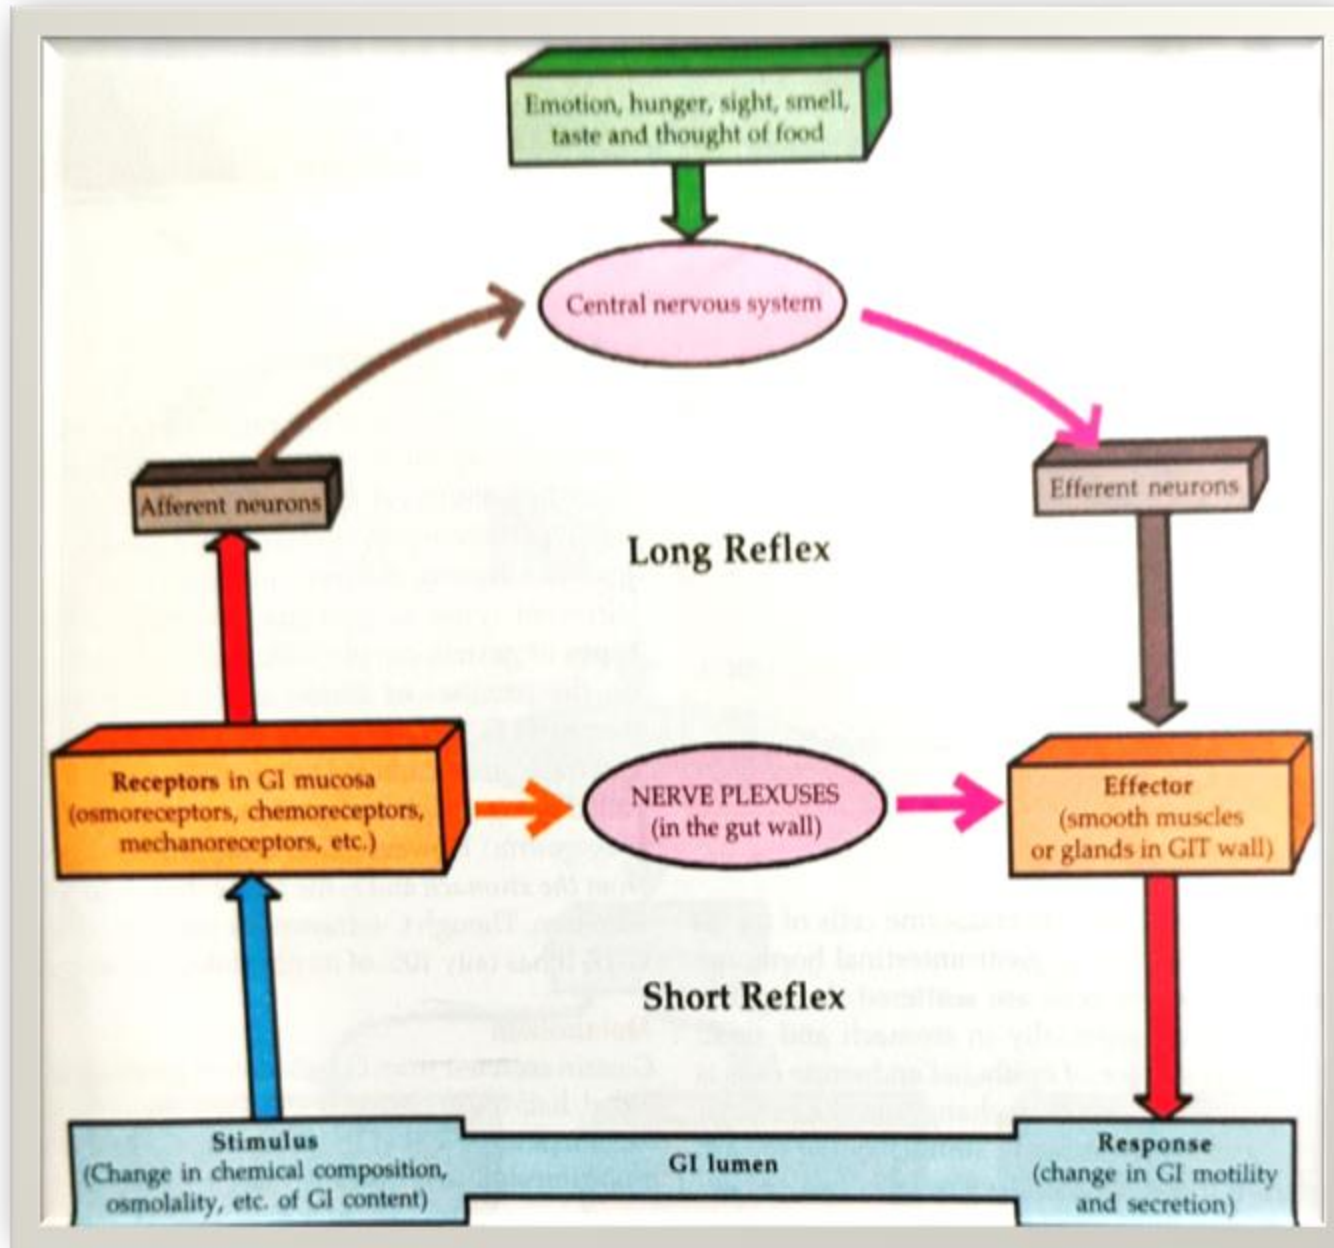 Emotion, hunger, sight, smell,
taste and thought of food
Central nervous system
Afferent neurons
Efferent neurons
Long Reflex
Receptors in GI mucosa
(osmoreceptors, chemoreceptors,
mechanoreceptors, etc.)
NERVE PLEXUSES
(in the gut wall)
Effector
(smooth muscles
or glands in GIT wall)
Short Reflex
Stimulus
(Change in chemical composition,
osmolality, etc. of GI content)
GI lumen
Response
(change in GI motility
and secretion)